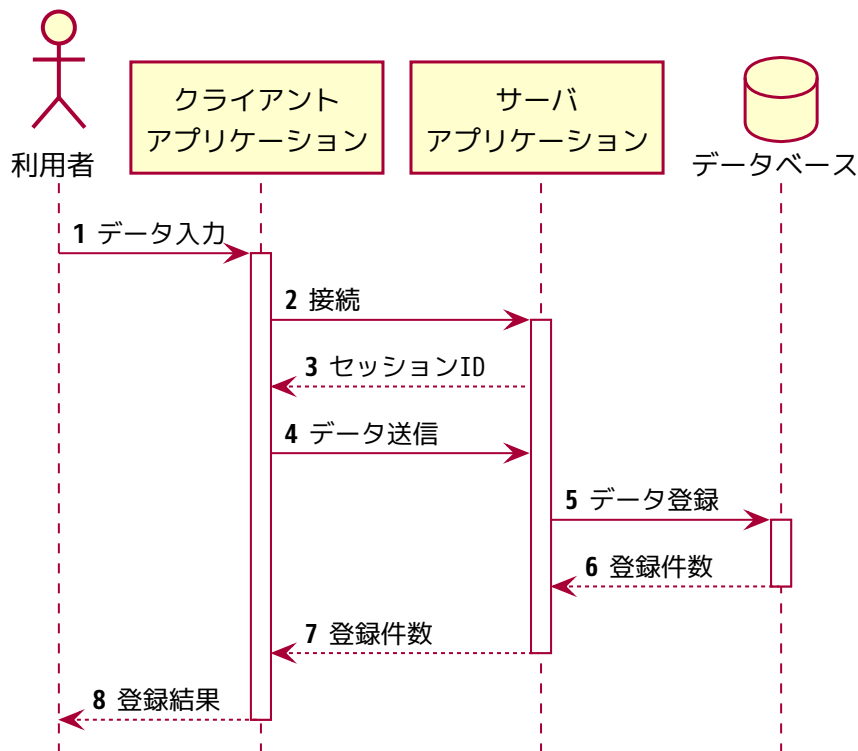 利用者
クライアント
アプリケーション
サーバ
アプリケーション
データベース
1 データ入力
2 接続
3 セッションID
4 データ送信
5 データ登録
6 登録件数
7 登録件数
8 登録結果